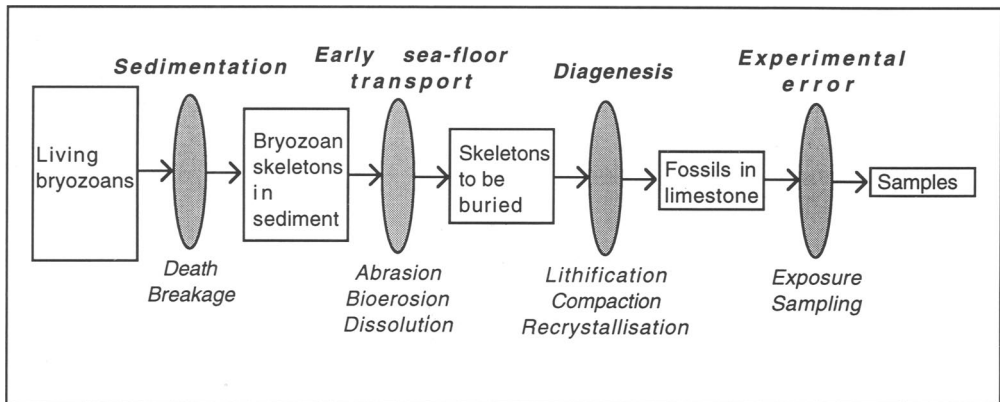 Sedimentation
Early sea-floor
transport
Diagenesis
Experimental
error
Living
bryozoans
Bryozoan
skeletons
in
sediment
Skeletons
to be
buried
Fossils in
limestone
Samples
Death
Breakage
Abrasion
Bioerosion
Dissolution
Lithification
Compaction
Recrystallisation
Exposure
Sampling